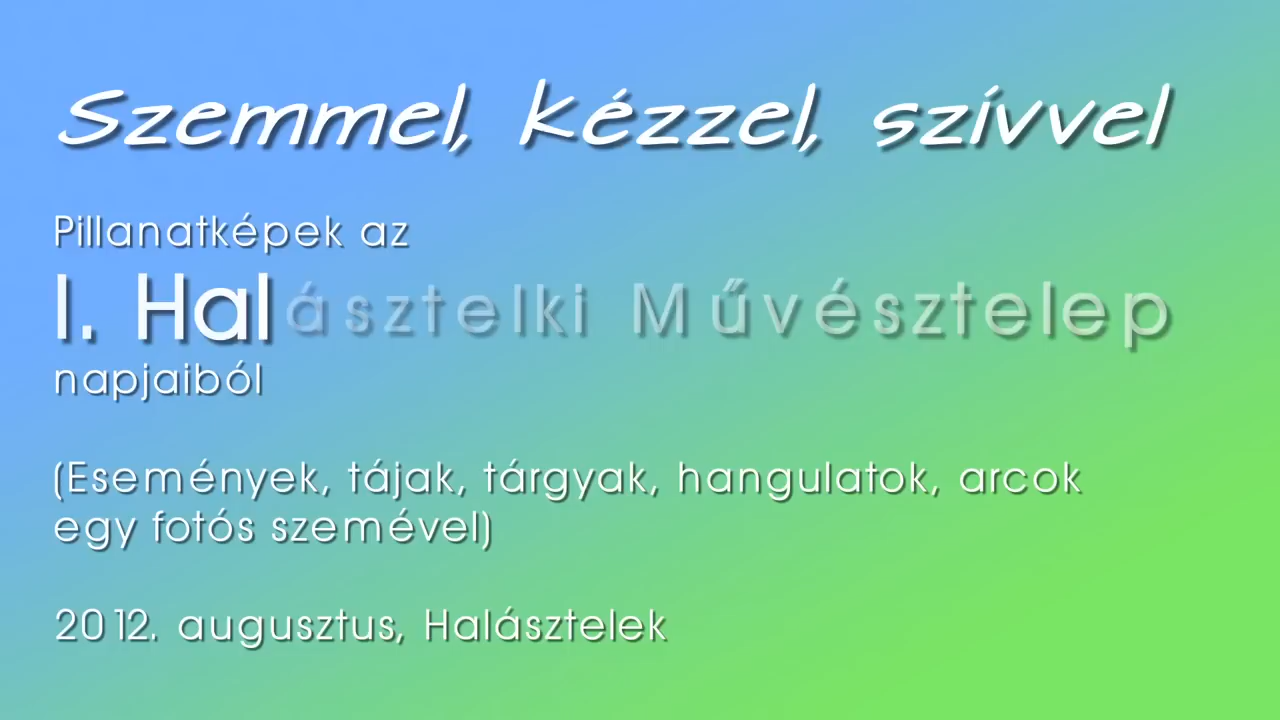 Szemmel, kézzel, szívvel
Pillanatképek az
I. Halásztelki Művésztelep
napjaiból
(Események, tájak, tárgyak, hangulatok, arcok
egy fotós szemével)
2012. augusztus, Halásztelek